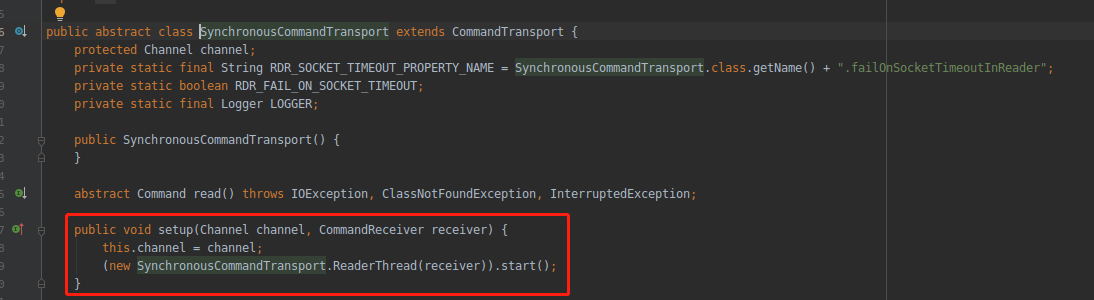 5
6 public abstract class SynchronousCommandTransport extends CommandTransport {
7 protected Channel channel;
8 private static final String RDR_SOCKET_TIMEOUT_PROPERTY_NAME = SynchronousCommandTransport.class.getName() + ".failOnSocketTimeoutInReader";
9 private static boolean RDR_FAIL_ON_SOCKET_TIMEOUT;
0 private static final Logger LOGGER;
1
2 public SynchronousCommandTransport() {
3 }
4
5 abstract Command read() throws IOException, ClassNotFoundException, InterruptedException;
6
7 public void setup(Channel channel, CommandReceiver receiver) {
8 this.channel = channel;
9 (new SynchronousCommandTransport.ReaderThread(receiver)).start();
0 }